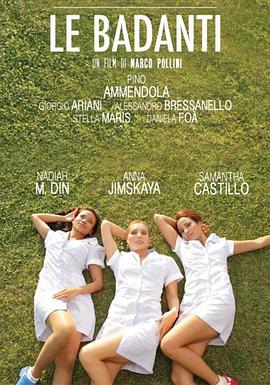 LE BADANTI
UN FILM DI MARCO POLLINI
PINO
AMMENDOLA
GIORGIO ARIANI ALESSANDRO BRESSANELLO
STELLA MARIS DANIELA FOÀ
NADIAH
M. DIN
ANNA
JIMSKAYA
SAMANTHA
CASTILLO